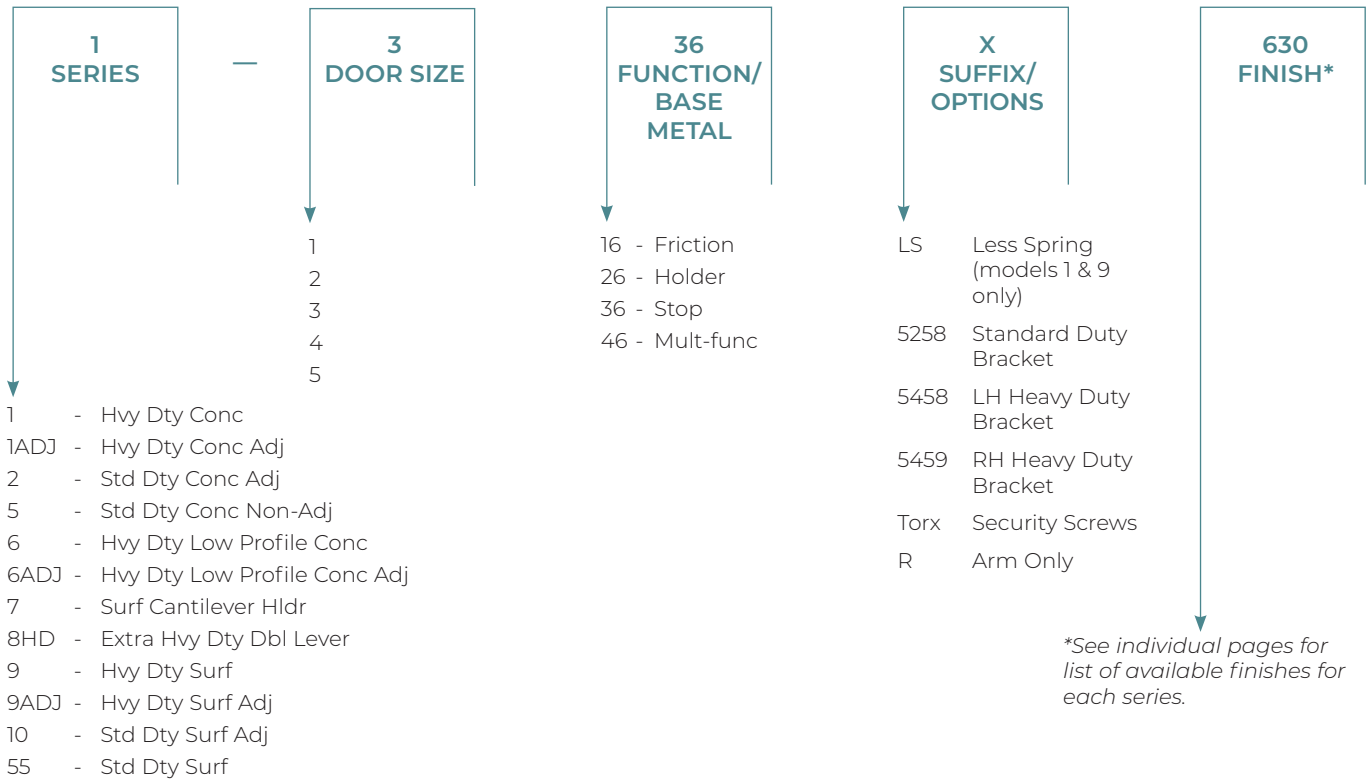 1
SERIES
—
3
DOOR SIZE
36
FUNCTION/
BASE
METAL
X
SUFFIX/
OPTIONS
630
FINISH*
1
2
3
4
5
16 - Friction
26 - Holder
36 - Stop
46 - Mult-func
LS Less Spring
(models 1 & 9
only)
5258 Standard Duty
Bracket
5458 LH Heavy Duty
Bracket
5459 RH Heavy Duty
Bracket
Torx Security Screws
R Arm Only
1 - Hvy Dty Conc
1ADJ - Hvy Dty Conc Adj
2 - Std Dty Conc Adj
5 - Std Dty Conc Non-Adj
6 - Hvy Dty Low Profile Conc
6ADJ - Hvy Dty Low Profile Conc Adj
7 - Surf Cantilever Hldr
8HD - Extra Hvy Dty Dbl Lever
9 - Hvy Dty Surf
9ADJ - Hvy Dty Surf Adj
10 - Std Dty Surf Adj
55 - Std Dty Surf
*See individual pages for
list of available finishes for
each series.